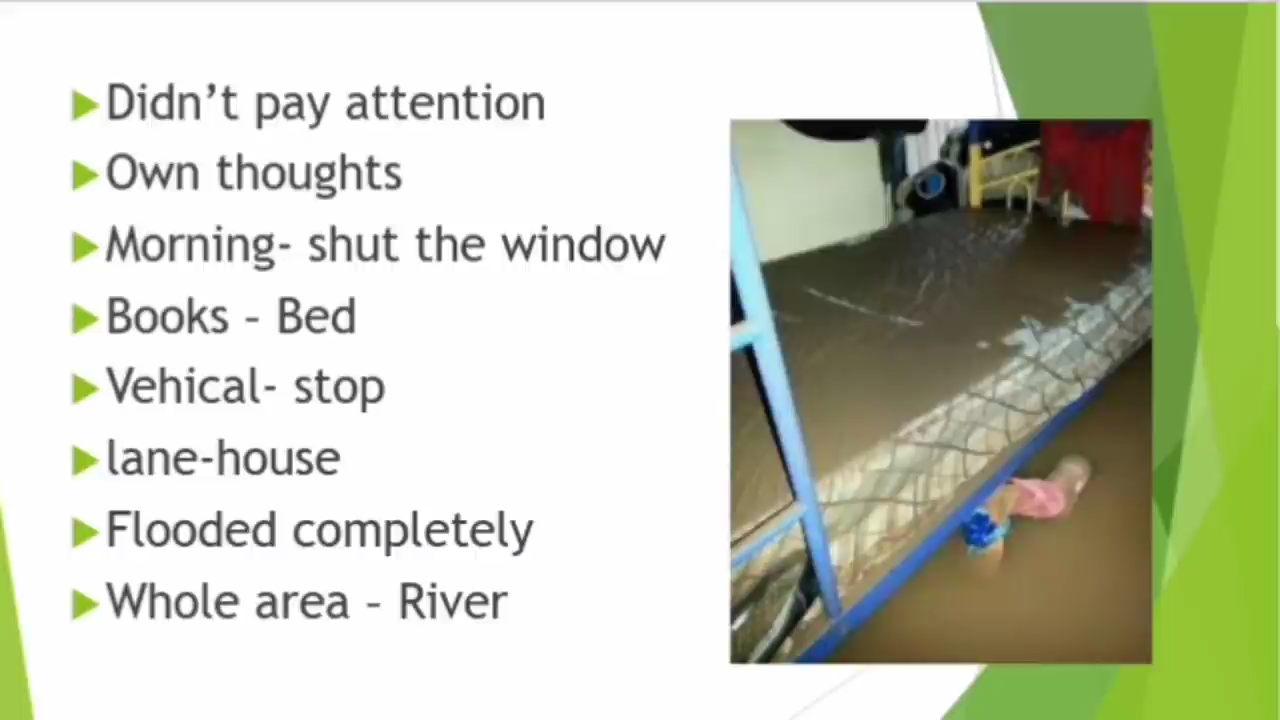 Didn't pay attention
Own thoughts
Morning- shut the window
Books – Bed
Vehical- stop
lane-house
Flooded completely
Whole area – River